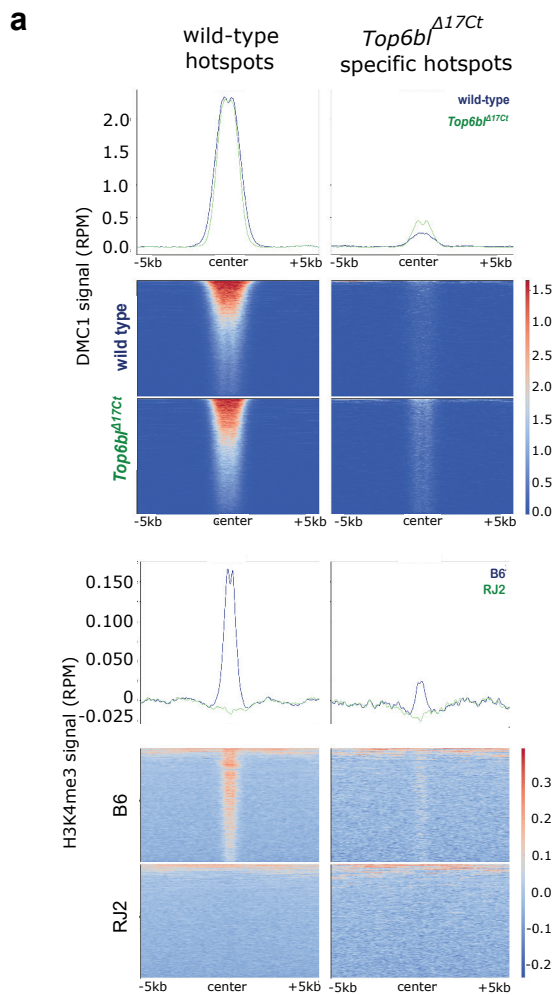 a
wild-type
hotspots
Top6bl^Δ17Ct
specific hotspots
DMC1 signal (RPM)
2.0
1.5
1.0
0.5
0.0
wild-type
Top6bl^Δ17Ct
-5kb center +5kb
-5kb center +5kb
wild type
Top6bl^Δ17Ct
1.5
2.5
2.0
1.5
1.0
0.5
0.0
-5kb center +5kb
-5kb center +5kb
H3K4me3 signal (RPM)
0.150
0.100
0.050
0
-0.025
B6
RJ2
B6
RJ2
0.3
0.2
0.1
0.0
-0.1
-0.2
-5kb center +5kb
-5kb center +5kb